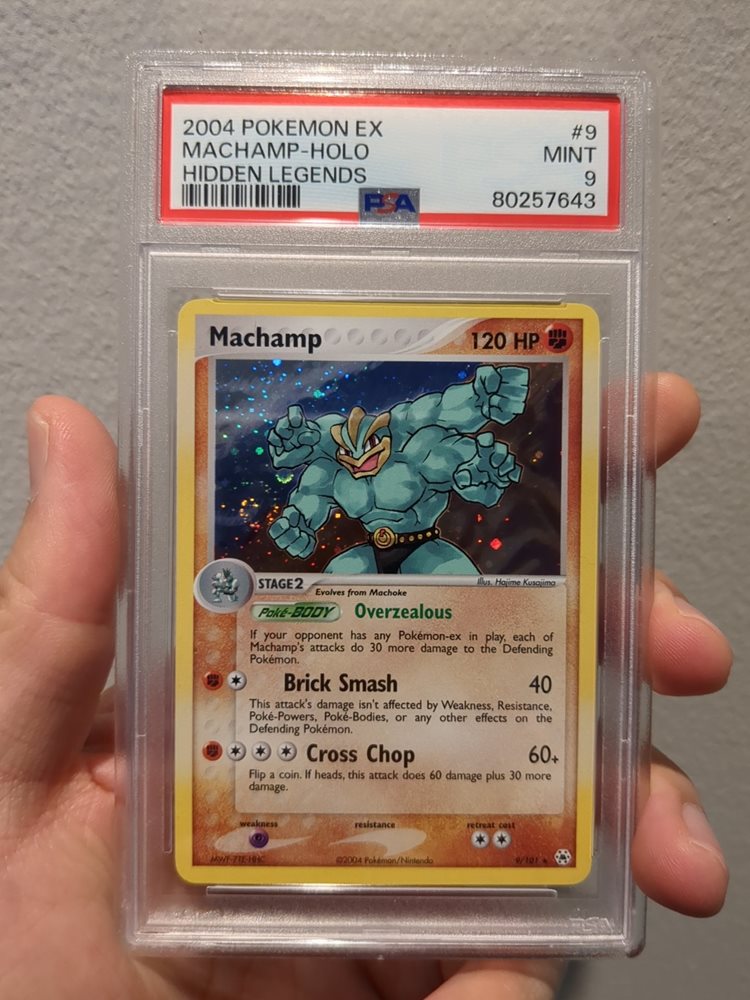 2004 POKEMON EX #9
MACHAMP-HOLO MINT
HIDDEN LEGENDS 9
PSA 80257643
Machamp 120 HP
STAGE 2 Illus. Hajime Kusajima
Evolves from Machoke
Poké-BODY Overzealous
If your opponent has any Pokémon-ex in play, each of
Machamp's attacks do 30 more damage to the Defending
Pokémon.
Brick Smash 40
This attack's damage isn't affected by Weakness, Resistance,
Poké-Powers, Poké-Bodies, or any other effects on the
Defending Pokémon.
Cross Chop 60+
Flip a coin. If heads, this attack does 60 damage plus 30 more
damage.
weakness resistance retreat cost
©2004 Pokémon/Nintendo 9/101 ★
PSA